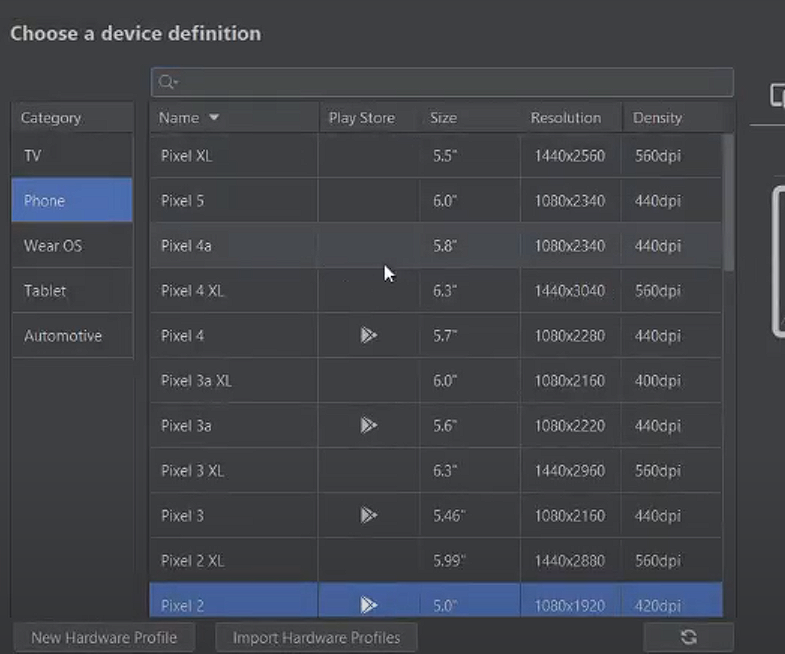 Choose a device definition
Category
Name Play Store Size Resolution Density
TV
Pixel XL 5.5" 1440x2560 560dpi
Phone
Pixel 5 6.0" 1080x2340 440dpi
Wear OS
Pixel 4a 5.8" 1080x2340 440dpi
Tablet
Pixel 4 XL 6.3" 1440x3040 560dpi
Automotive
Pixel 4 5.7" 1080x2280 440dpi
Pixel 3a XL 6.0" 1080x2160 400dpi
Pixel 3a 5.6" 1080x2220 440dpi
Pixel 3 XL 6.3" 1440x2960 560dpi
Pixel 3 5.46" 1080x2160 440dpi
Pixel 2 XL 5.99" 1440x2880 560dpi
Pixel 2 5.0" 1080x1920 420dpi
New Hardware Profile
Import Hardware Profiles